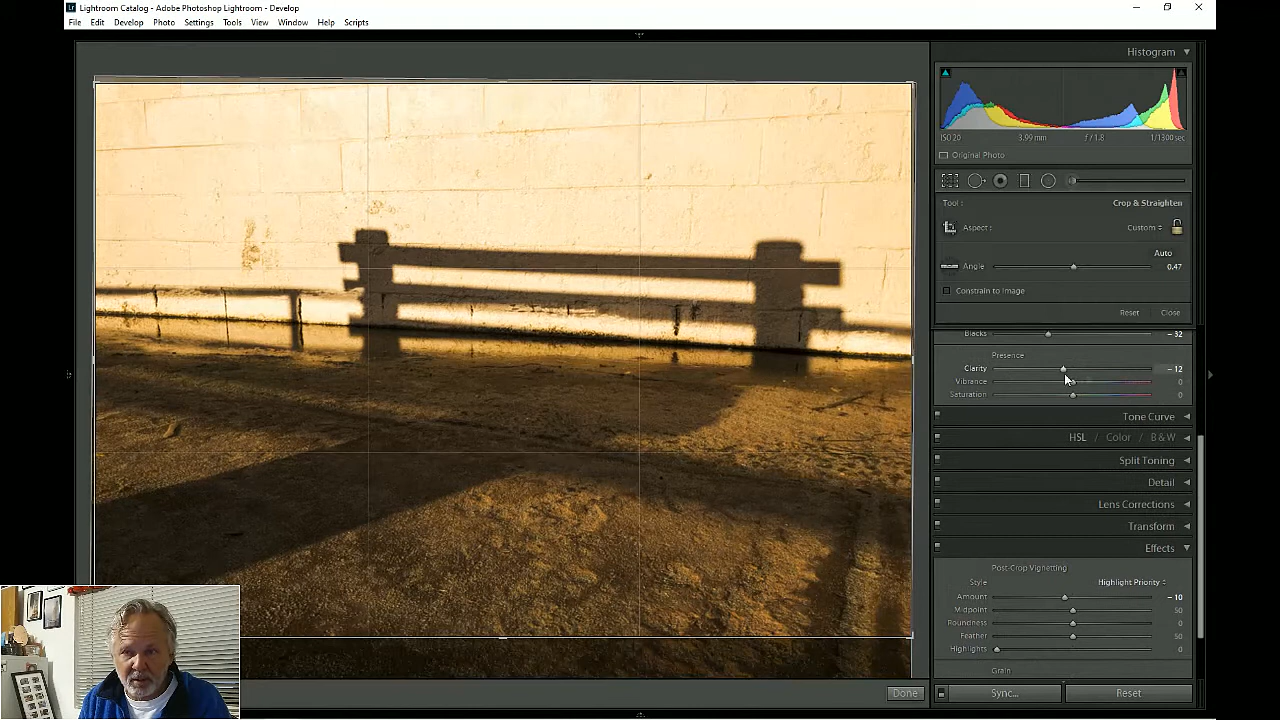 Lightroom Catalog - Adobe Photoshop Lightroom - Develop
File Edit Develop Photo Settings Tools View Window Help Scripts
Histogram
ISO 20 3.99 mm f / 1.8 1/1300 sec
Original Photo
Tool : Crop & Straighten
Aspect : Custom
Auto
Angle 0.47
Constrain to Image
Reset Close
Blacks - 32
Presence
Clarity - 12
Vibrance 0
Saturation 0
Tone Curve
HSL / Color / B & W
Split Toning
Detail
Lens Corrections
Transform
Effects
Post-Crop Vignetting
Style Highlight Priority
Amount - 10
Midpoint 50
Roundness 0
Feather 50
Highlights 0
Grain
Done Sync... Reset